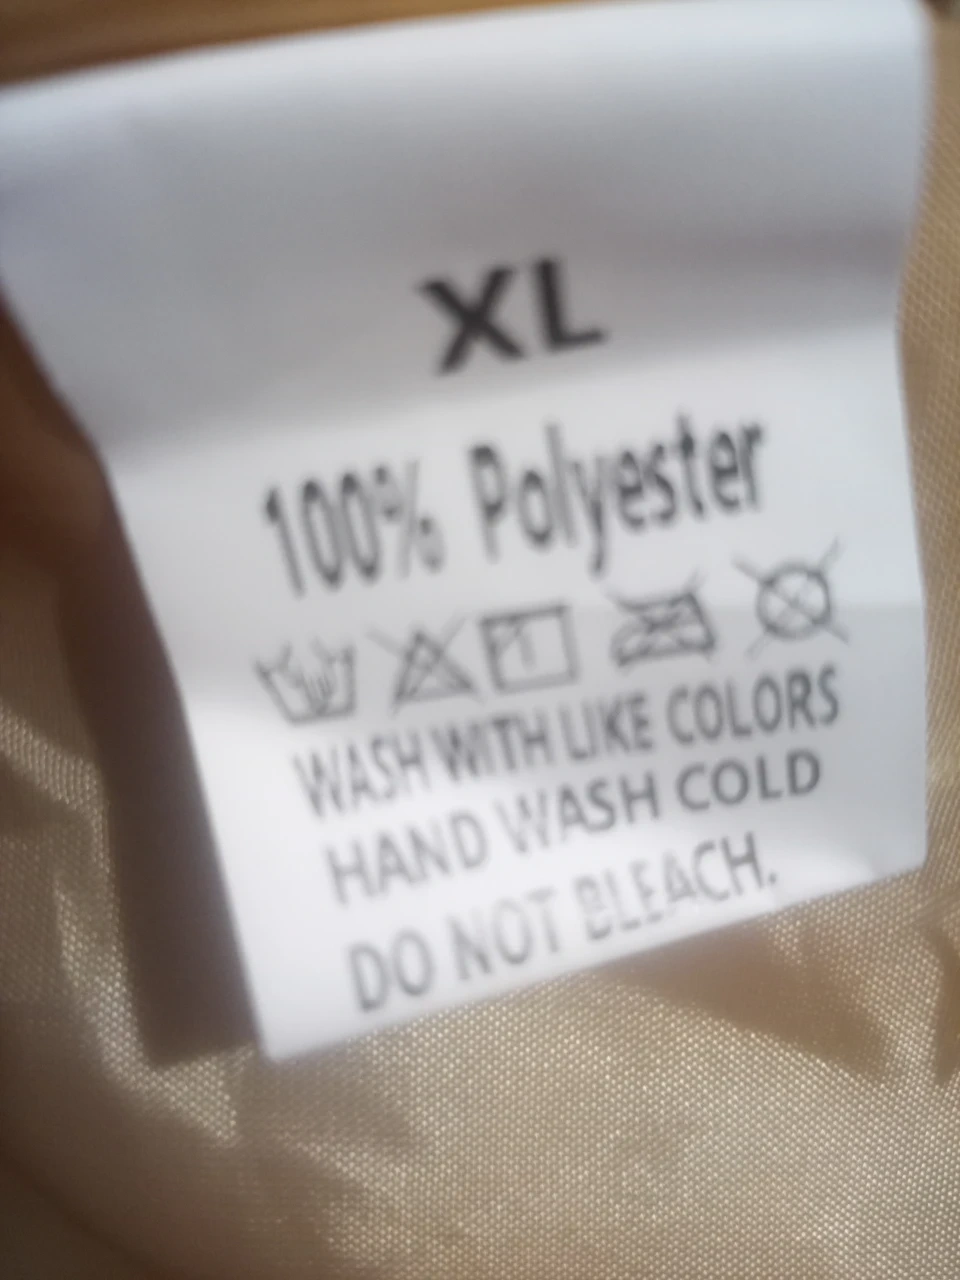 XL
100% Polyester
WASH WITH LIKE COLORS
HAND WASH COLD
DO NOT BLEACH.